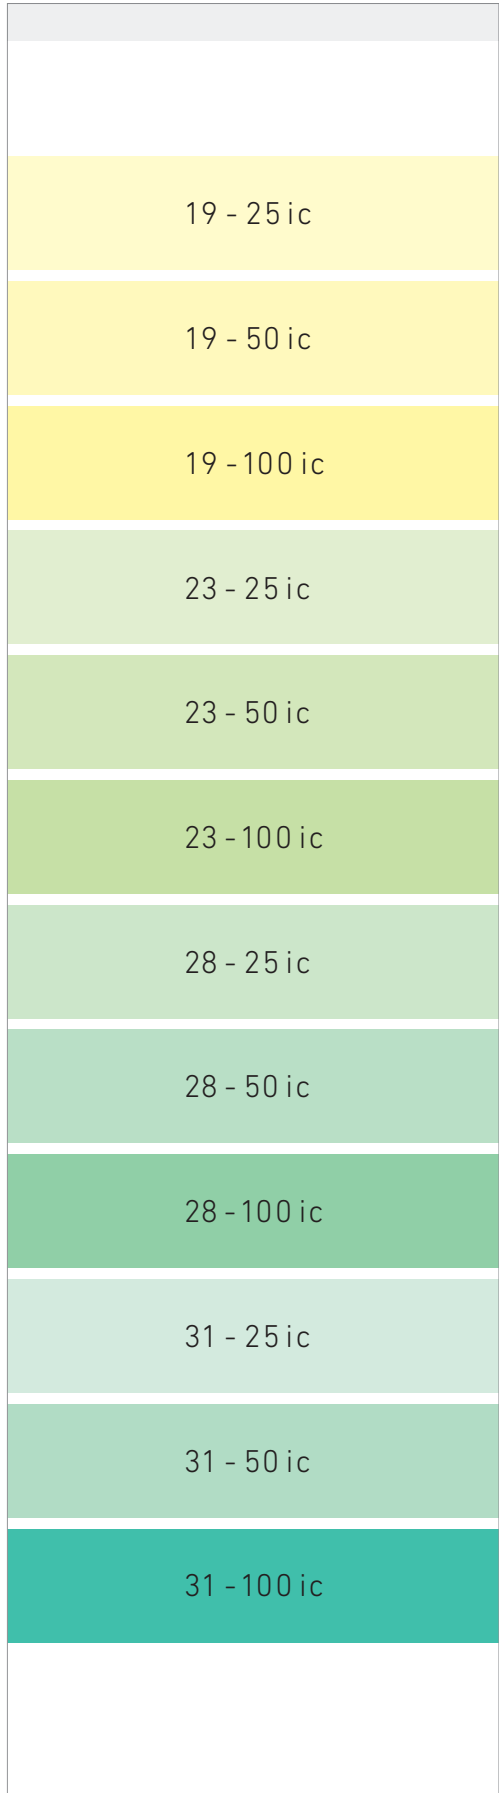 19 - 25 ic
19 - 50 ic
19 - 100 ic
23 - 25 ic
23 - 50 ic
23 - 100 ic
28 - 25 ic
28 - 50 ic
28 - 100 ic
31 - 25 ic
31 - 50 ic
31 - 100 ic